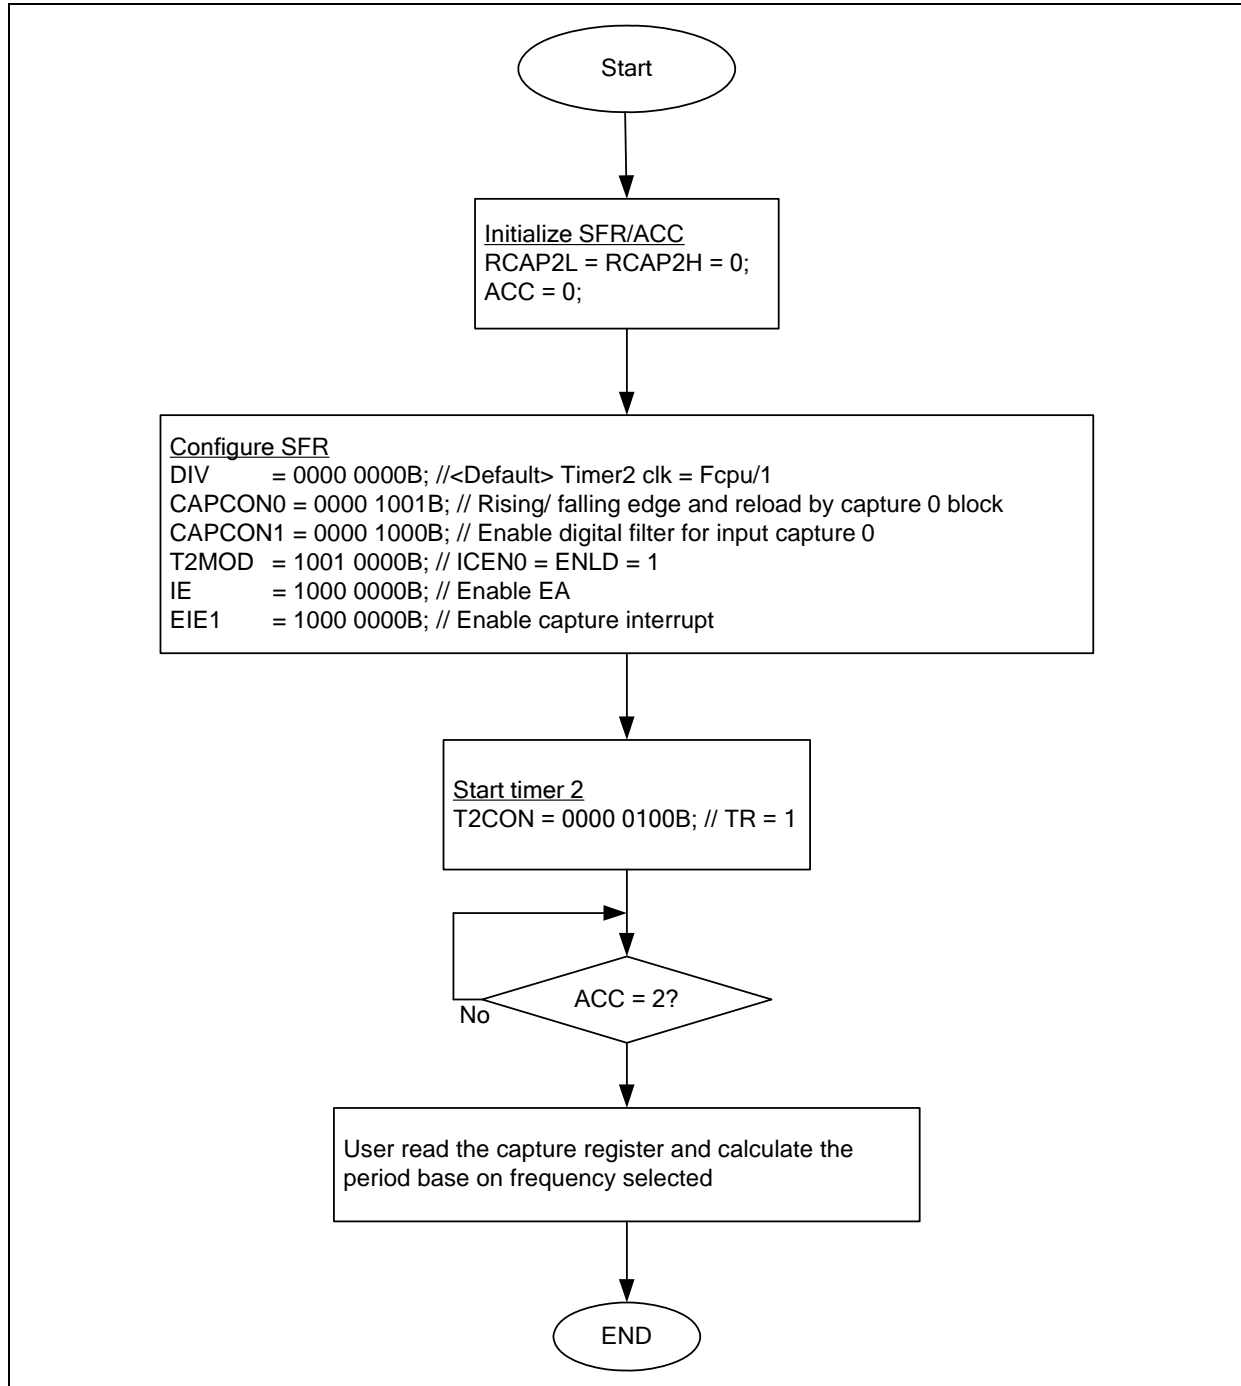 Start
Initialize SFR/ACC
RCAP2L = RCAP2H = 0;
ACC = 0;
Configure SFR
DIV = 0000 0000B; //<Default> Timer2 clk = Fcpu/1
CAPCON0 = 0000 1001B; // Rising/ falling edge and reload by capture 0 block
CAPCON1 = 0000 1000B; // Enable digital filter for input capture 0
T2MOD = 1001 0000B; // ICEN0 = ENLD = 1
IE = 1000 0000B; // Enable EA
EIE1 = 1000 0000B; // Enable capture interrupt
Start timer 2
T2CON = 0000 0100B; // TR = 1
ACC = 2?
No
User read the capture register and calculate the
period base on frequency selected
END